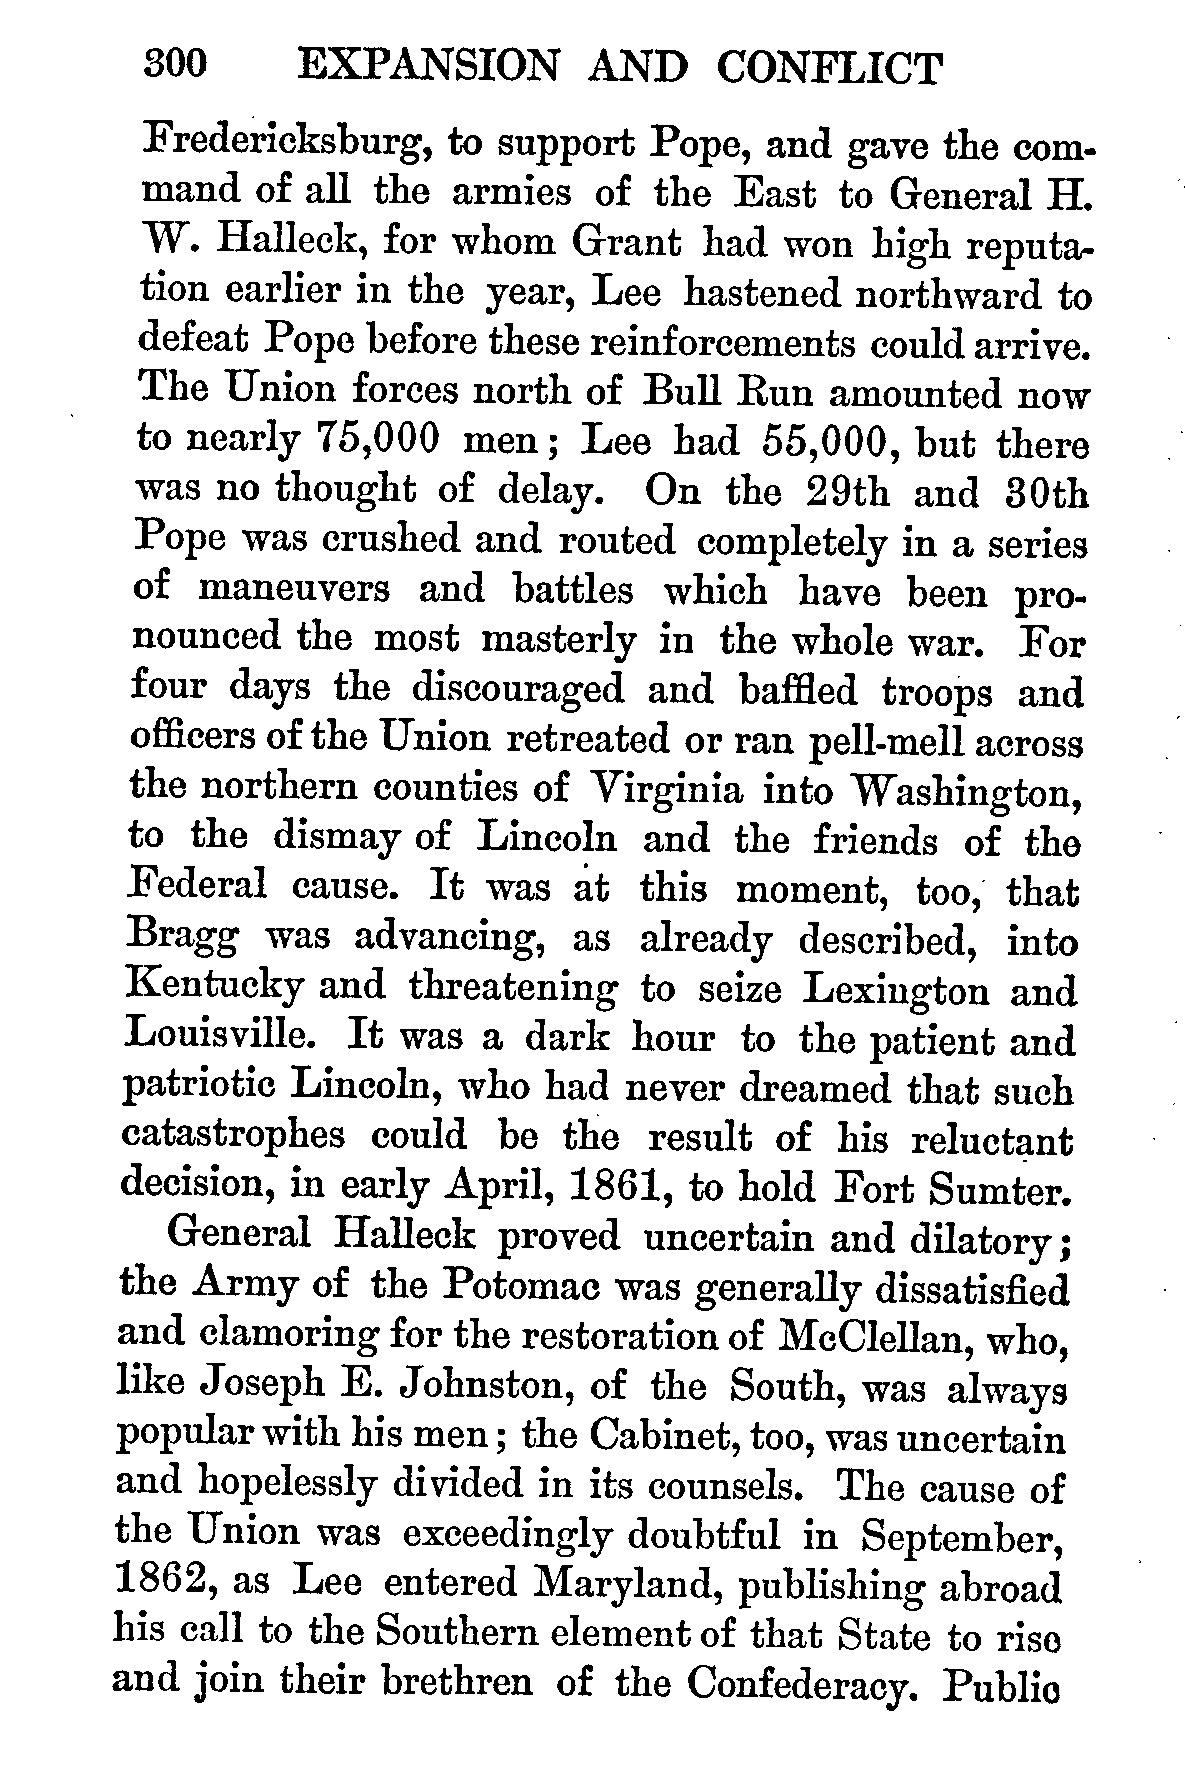 300 EXPANSION AND CONFLICT
Fredericksburg, to support Pope, and gave the com-
mand of all the armies of the East to General H.
W. Halleck, for whom Grant had won high reputa-
tion earlier in the year, Lee hastened northward to
defeat Pope before these reinforcements could arrive.
The Union forces north of Bull Run amounted now
to nearly 75,000 men; Lee had 55,000, but there
was no thought of delay. On the 29th and 30th
Pope was crushed and routed completely in a series
of maneuvers and battles which have been pro-
nounced the most masterly in the whole war. For
four days the discouraged and baffled troops and
officers of the Union retreated or ran pell-mell across
the northern counties of Virginia into Washington,
to the dismay of Lincoln and the friends of the
Federal cause. It was at this moment, too, that
Bragg was advancing, as already described, into
Kentucky and threatening to seize Lexington and
Louisville. It was a dark hour to the patient and
patriotic Lincoln, who had never dreamed that such
catastrophes could be the result of his reluctant
decision, in early April, 1861, to hold Fort Sumter.
General Halleck proved uncertain and dilatory;
the Army of the Potomac was generally dissatisfied
and clamoring for the restoration of McClellan, who,
like Joseph E. Johnston, of the South, was always
popular with his men; the Cabinet, too, was uncertain
and hopelessly divided in its counsels. The cause of
the Union was exceedingly doubtful in September,
1862, as Lee entered Maryland, publishing abroad
his call to the Southern element of that State to rise
and join their brethren of the Confederacy. Public